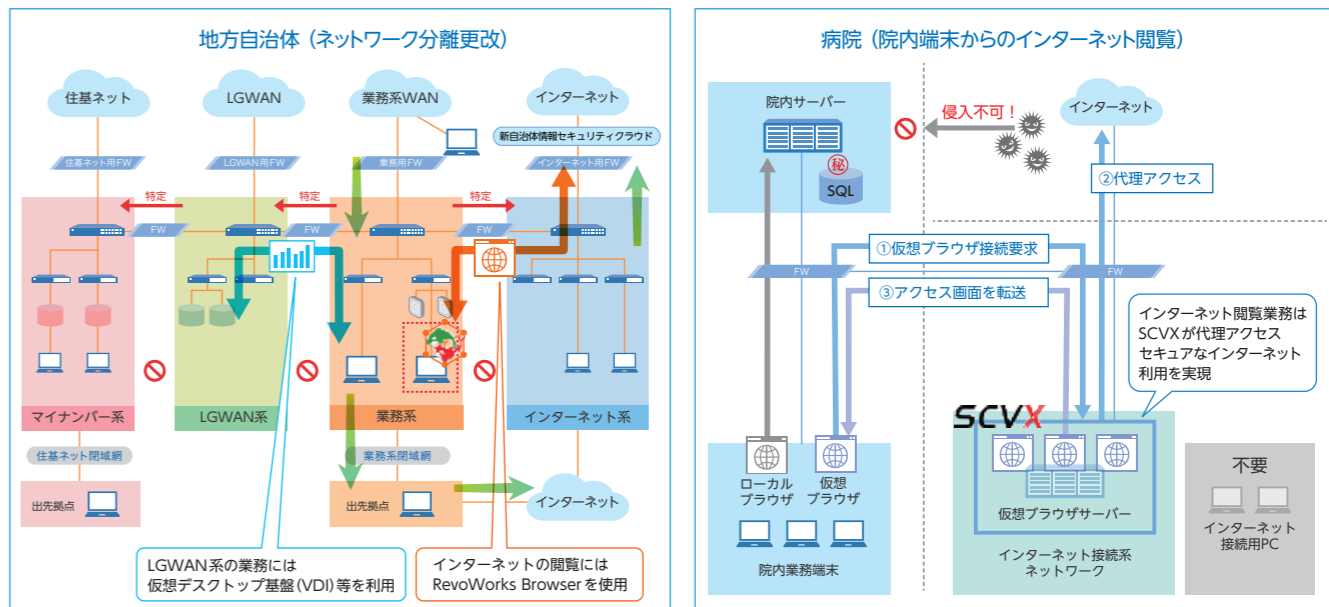 地方自治体（ネットワーク分離更改）
住基ネット
LGWAN
業務系WAN
インターネット
新自治体情報セキュリティクラウド
住基ネット用FW
LGWAN用FW
業務用FW
インターネット用FW
特定
特定
特定
FW
FW
FW
マイナンバー系
LGWAN系
業務系
インターネット系
住基ネット閉域網
業務系閉域網
出先拠点
出先拠点
インターネット
LGWAN系の業務には
仮想デスクトップ基盤(VDI)等を利用
インターネットの閲覧には
RevoWorks Browserを使用
病院（院内端末からのインターネット閲覧）
院内サーバー
侵入不可！
インターネット
秘
SQL
②代理アクセス
①仮想ブラウザ接続要求
FW
FW
③アクセス画面を転送
インターネット閲覧業務は
SCVXが代理アクセス
セキュアなインターネット
利用を実現
SCVX
ローカル
ブラウザ
仮想
ブラウザ
院内業務端末
仮想ブラウザサーバー
インターネット接続系
ネットワーク
不要
インターネット
接続用PC